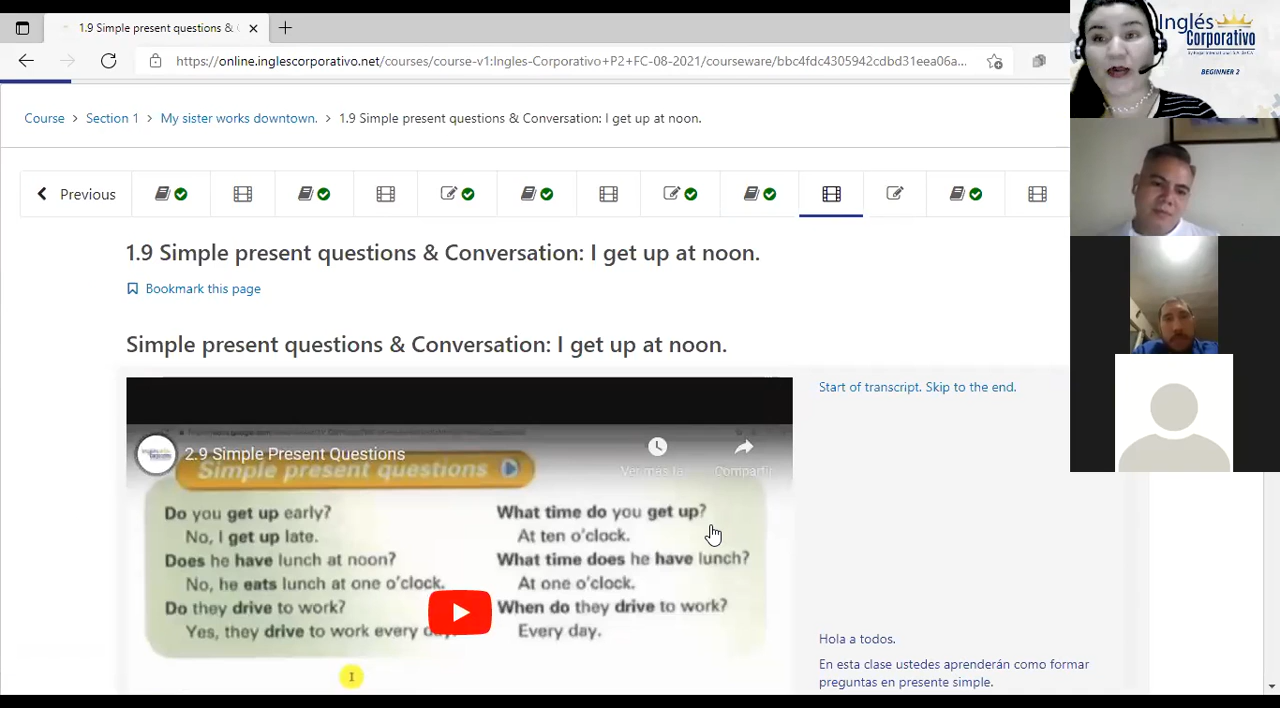 1.9 Simple present questions &
https://online.inglescorporativo.net/courses/course-v1:Inglés-Corporativo+P2+FC-08-2021/courseware/bbc4fdc4305942cdbd31eea06a...
Inglés
Corporativo
BEGINNER 2
Course > Section 1 > My sister works downtown. > 1.9 Simple present questions & Conversation: I get up at noon.
Previous
1.9 Simple present questions & Conversation: I get up at noon.
Bookmark this page
Simple present questions & Conversation: I get up at noon.
Start of transcript. Skip to the end.
2.9 Simple Present Questions
Simple present questions
Ver más tar
Compartir
Do you get up early?
No, I get up late.
Does he have lunch at noon?
No, he eats lunch at one o'clock.
Do they drive to work?
Yes, they drive to work every
What time do you get up?
At ten o'clock.
What time does he have lunch?
At one o'clock.
When do they drive to work?
Every day.
Hola a todos.
En esta clase ustedes aprenderán como formar
preguntas en presente simple.